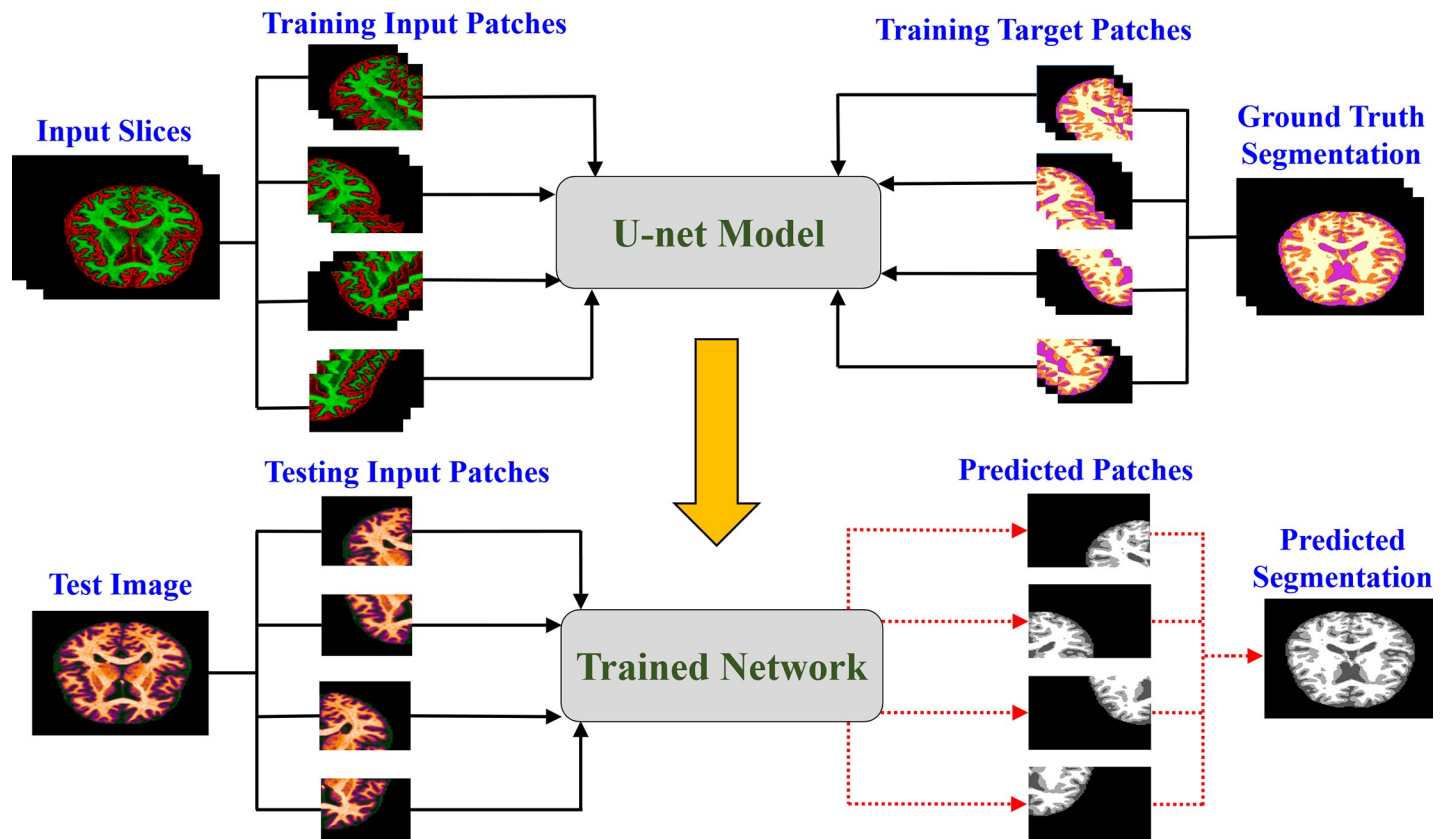 Training Input Patches
Training Target Patches
Input Slices
Ground Truth
Segmentation
U-net Model
Testing Input Patches
Predicted Patches
Test Image
Predicted
Segmentation
Trained Network